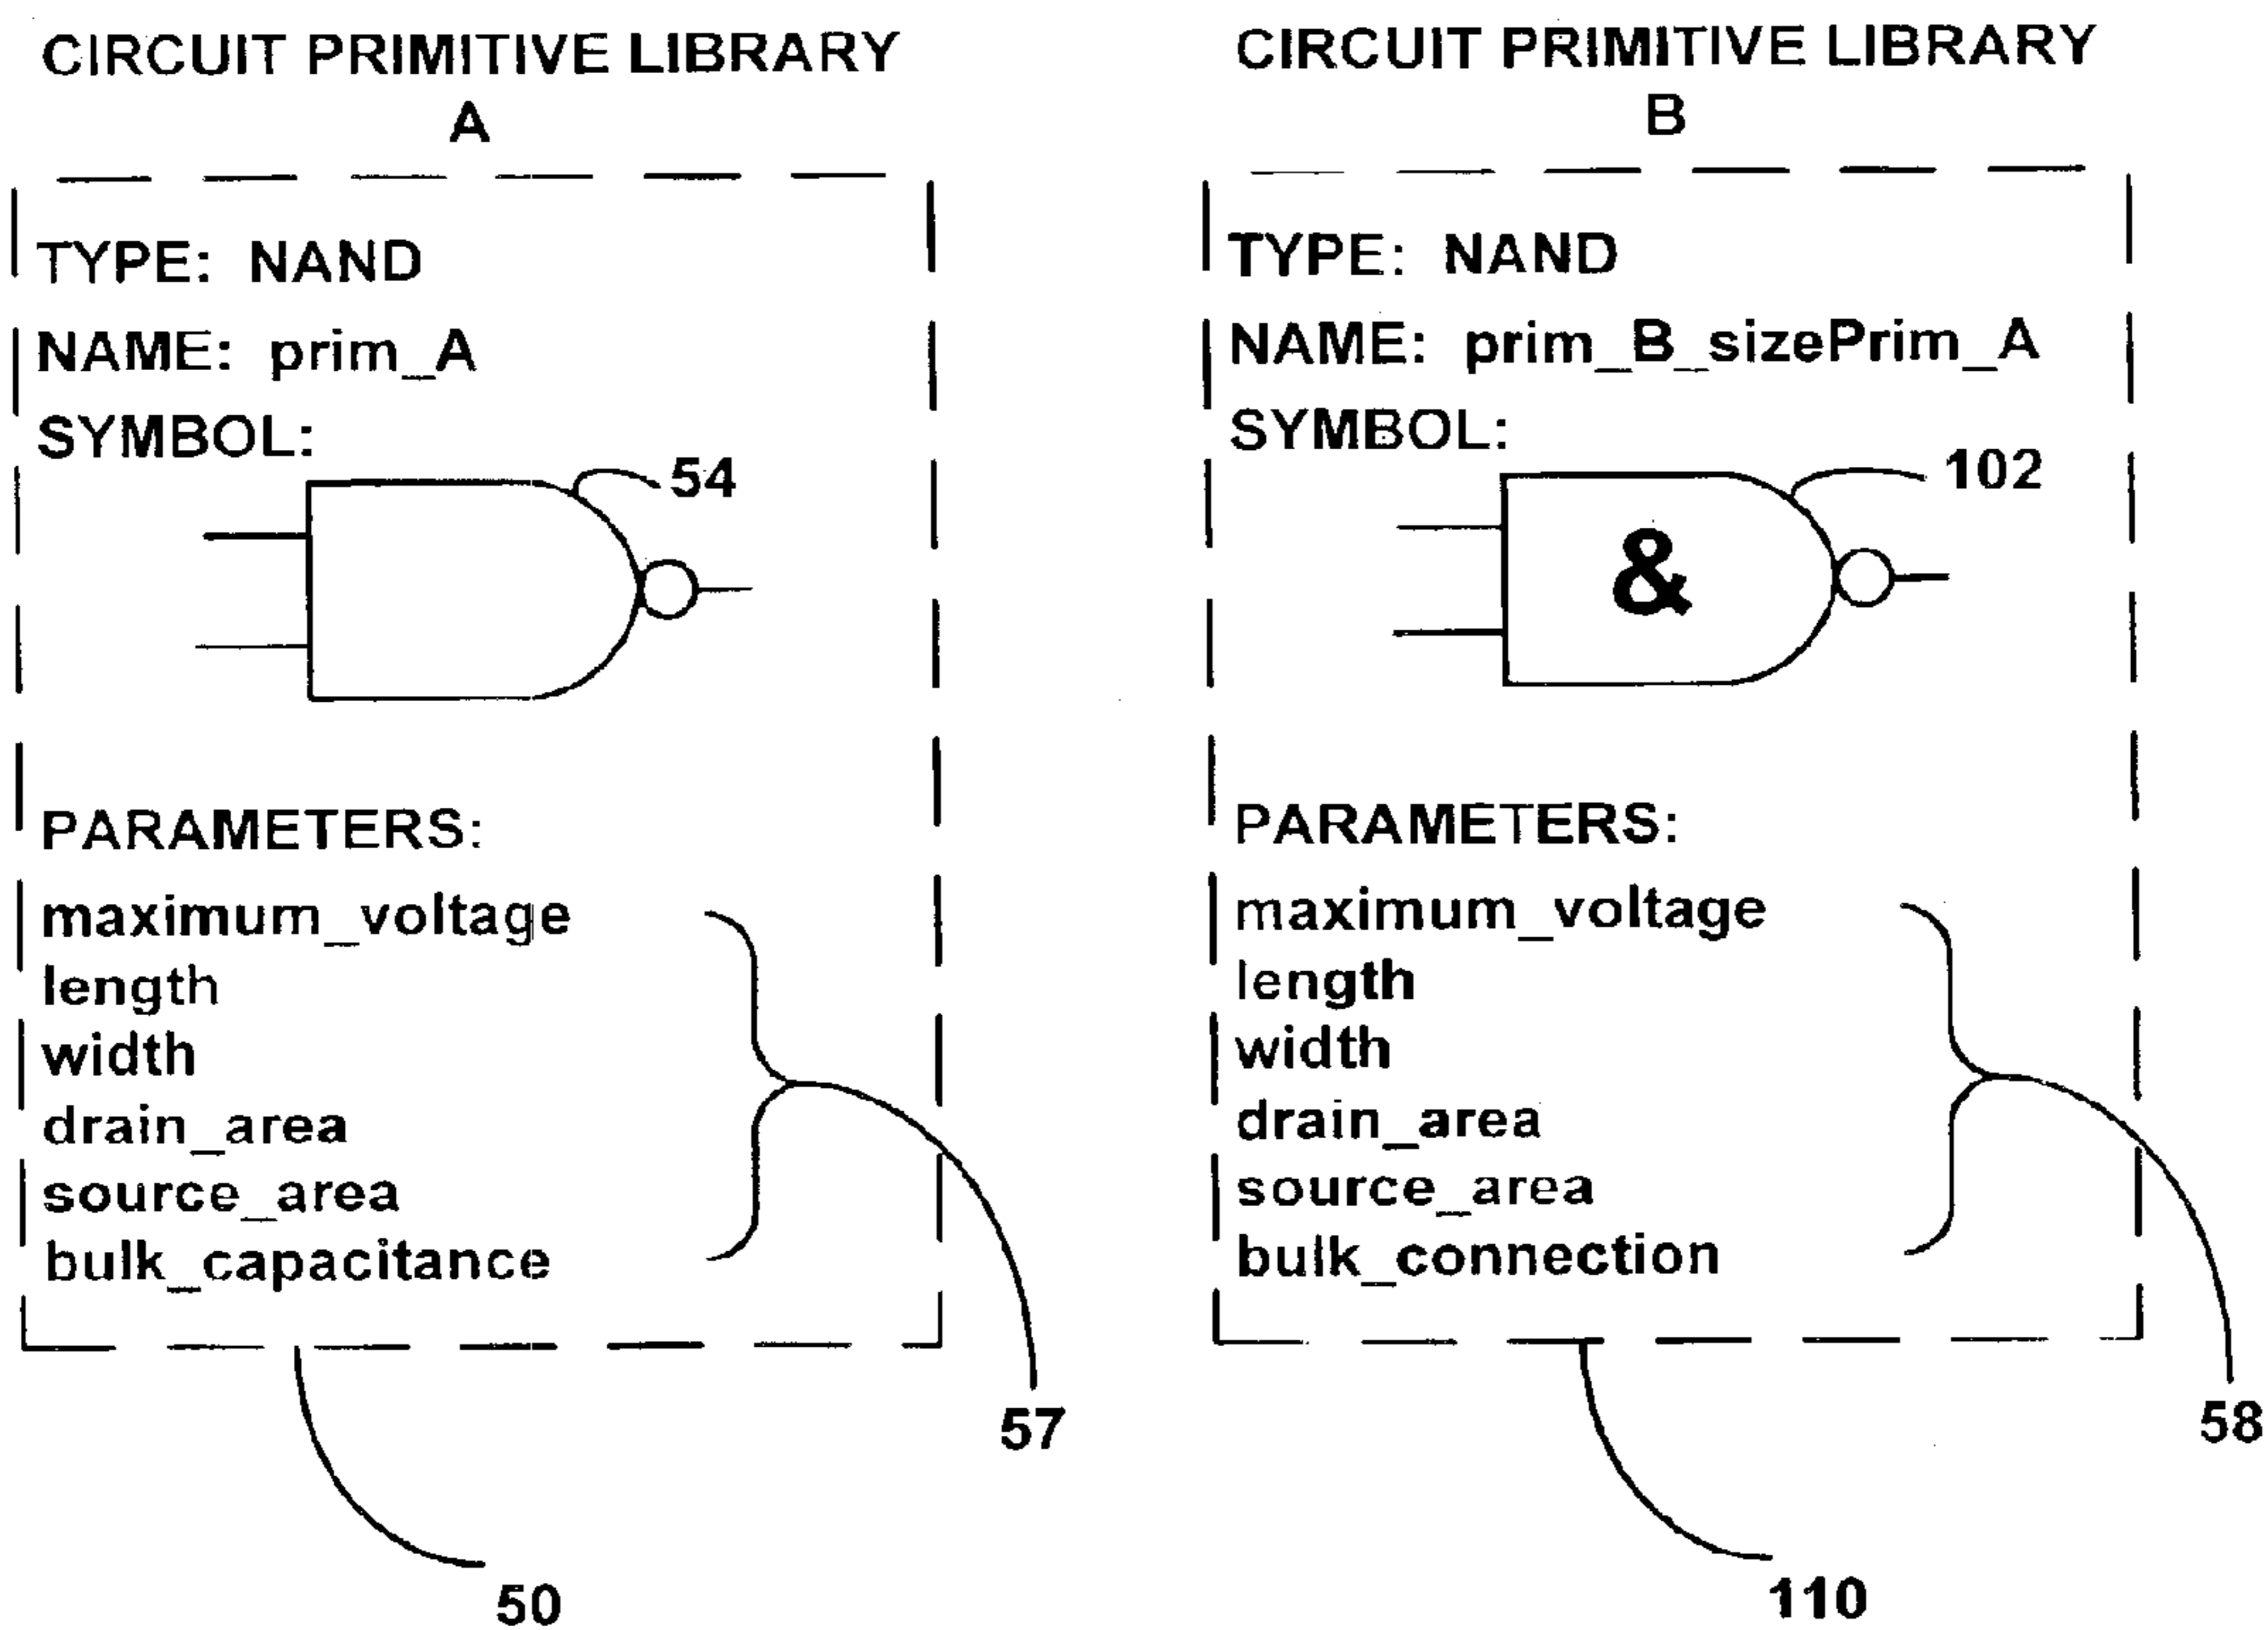 CIRCUIT PRIMITIVE LIBRARY
A
TYPE: NAND
NAME: prim_A
SYMBOL:
54
PARAMETERS:
maximum_voltage
length
width
drain_area
source_area
bulk_capacitance
57
50
CIRCUIT PRIMITIVE LIBRARY
B
TYPE: NAND
NAME: prim_B_sizePrim_A
SYMBOL:
102
&
PARAMETERS:
maximum_voltage
length
width
drain_area
source_area
bulk_connection
58
110